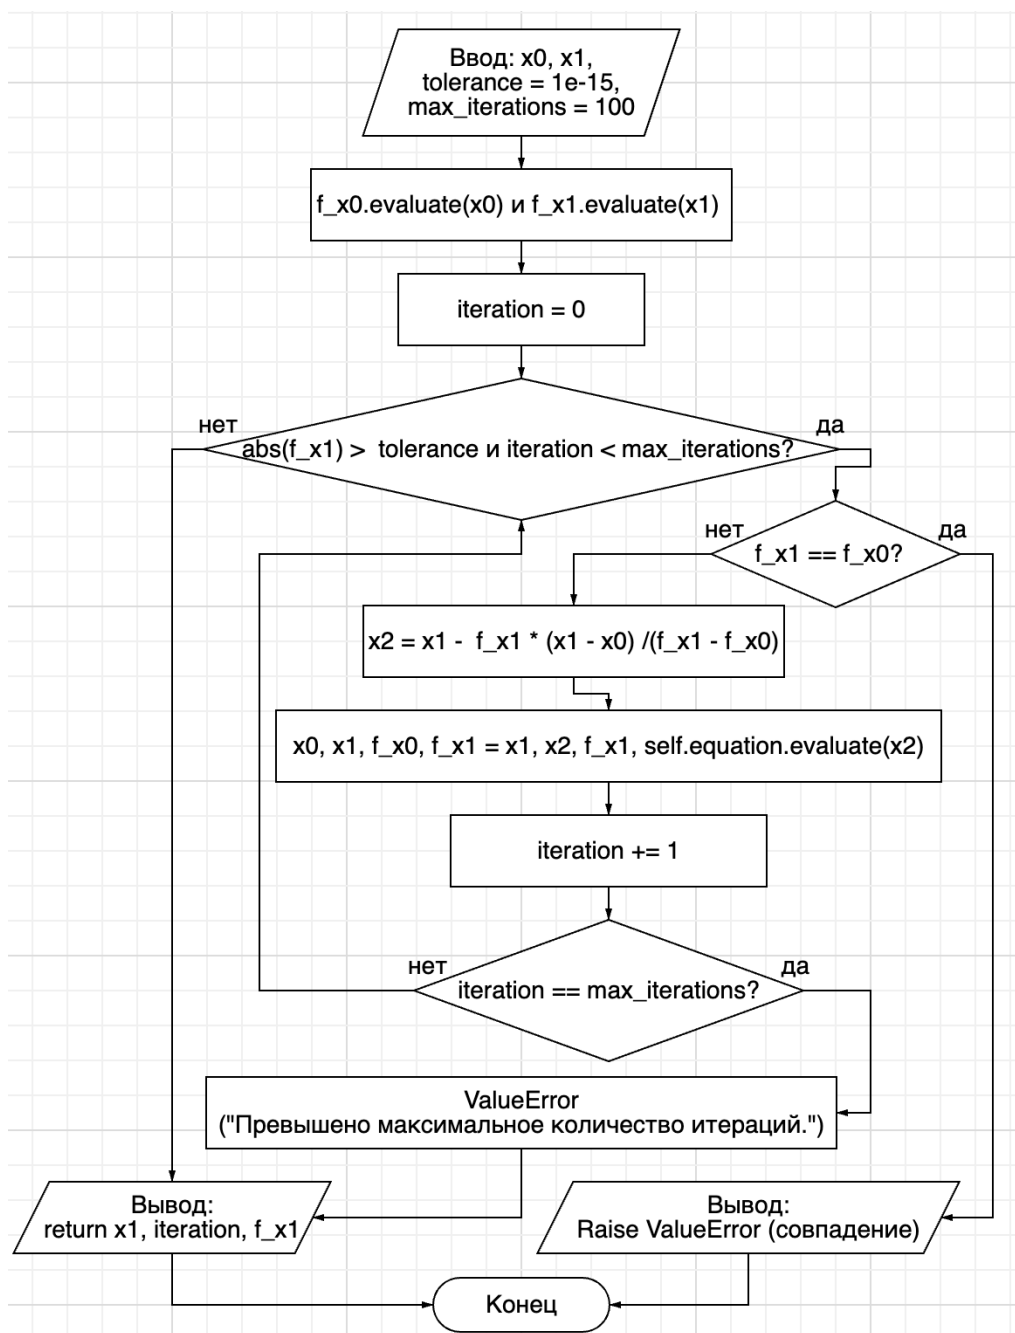 Ввод: x0, x1,
tolerance = 1e-15,
max_iterations = 100
f_x0.evaluate(x0) и f_x1.evaluate(x1)
iteration = 0
нет
да
abs(f_x1) > tolerance и iteration < max_iterations?
нет
да
f_x1 == f_x0?
x2 = x1 - f_x1 * (x1 - x0) /(f_x1 - f_x0)
x0, x1, f_x0, f_x1 = x1, x2, f_x1, self.equation.evaluate(x2)
iteration += 1
нет
да
iteration == max_iterations?
ValueError
("Превышено максимальное количество итераций.")
Вывод:
return x1, iteration, f_x1
Вывод:
Raise ValueError (совпадение)
Конец